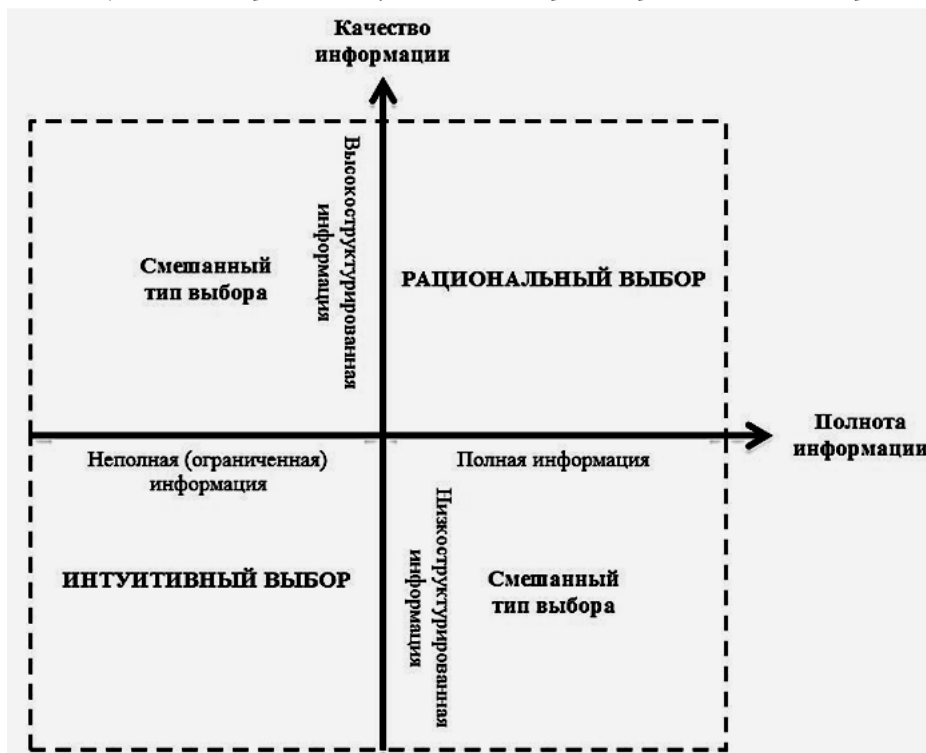 Качество
информации
Высокоструктурированная
информация
Смешанный
тип выбора
РАЦИОНАЛЬНЫЙ ВЫБОР
Полнота
информации
Неполная (ограниченная)
информация
Полная информация
Низкоструктурированная
информация
ИНТУИТИВНЫЙ ВЫБОР
Смешанный
тип выбора